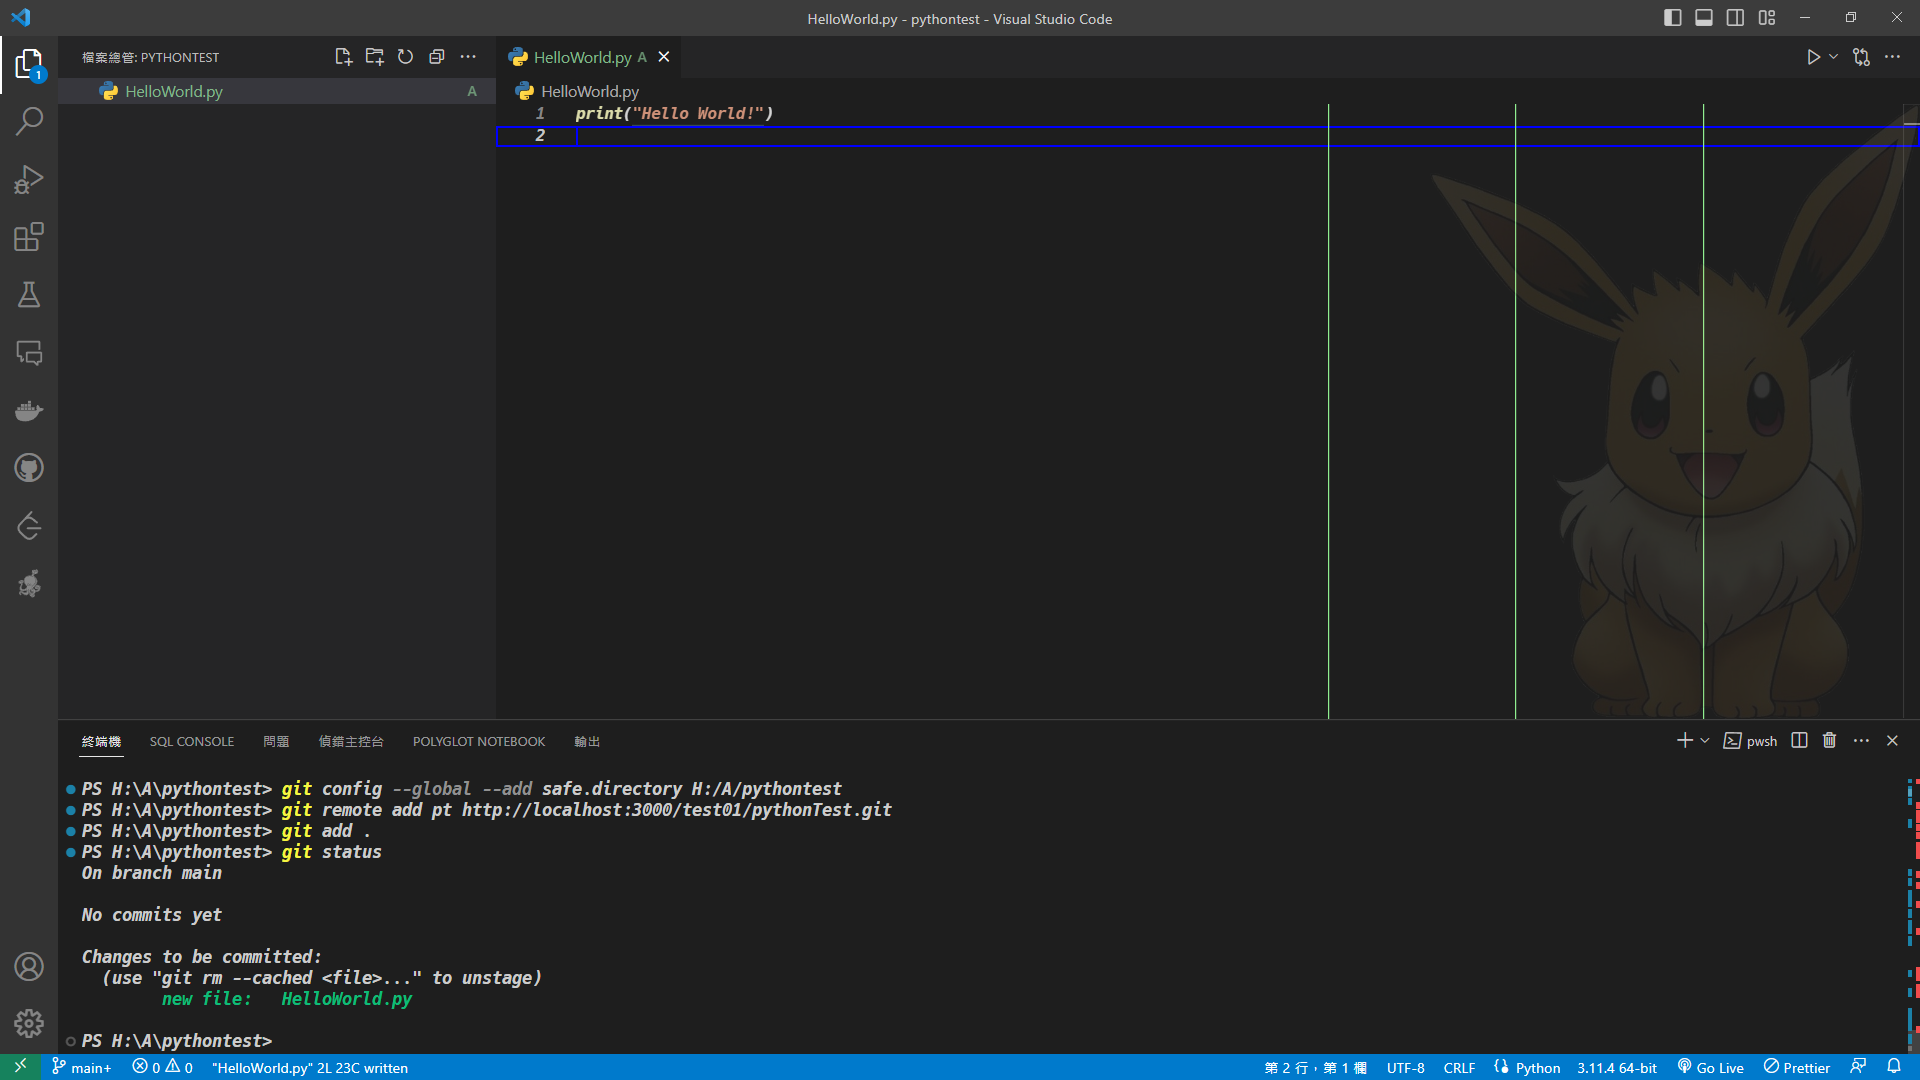 HelloWorld.py - pythontest - Visual Studio Code
1
檔案總管: PYTHONTEST
HelloWorld.py A
HelloWorld.py A
HelloWorld.py
1 print("Hello World!")
2
終端機 SQL CONSOLE 問題 偵錯主控台 POLYGLOT NOTEBOOK 輸出
pwsh
PS H:\A\pythontest> git config --global --add safe.directory H:/A/pythontest
PS H:\A\pythontest> git remote add pt http://localhost:3000/test01/pythonTest.git
PS H:\A\pythontest> git add .
PS H:\A\pythontest> git status
On branch main
No commits yet
Changes to be committed:
(use "git rm --cached <file>..." to unstage)
new file: HelloWorld.py
PS H:\A\pythontest>
main+ 0 0 "HelloWorld.py" 2L 23C written 第 2 行，第 1 欄 UTF-8 CRLF Python 3.11.4 64-bit Go Live Prettier